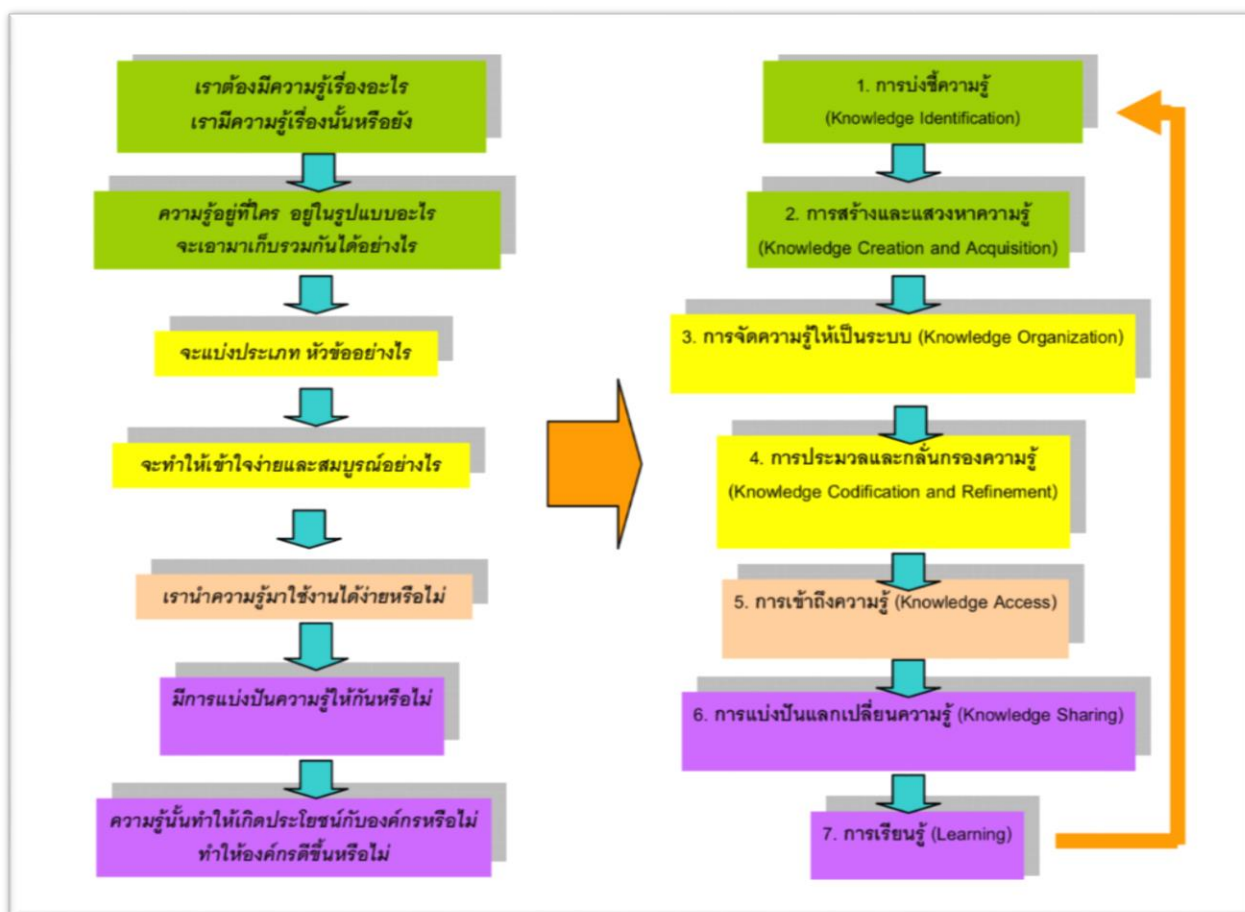 เราต้องมีความรู้เรื่องอะไร
เรามีความรู้เรื่องนั้นหรือยัง
ความรู้อยู่ที่ใคร อยู่ในรูปแบบอะไร
จะเอามาเก็บรวมกันได้อย่างไร
จะแบ่งประเภท หัวข้ออย่างไร
จะทำให้เข้าใจง่ายและสมบูรณ์อย่างไร
เรานำความรู้มาใช้งานได้ง่ายหรือไม่
มีการแบ่งปันความรู้ให้กันหรือไม่
ความรู้นั้นทำให้เกิดประโยชน์กับองค์กรหรือไม่
ทำให้องค์กรดีขึ้นหรือไม่
1. การบ่งชี้ความรู้
(Knowledge Identification)
2. การสร้างและแสวงหาความรู้
(Knowledge Creation and Acquisition)
3. การจัดความรู้ให้เป็นระบบ (Knowledge Organization)
4. การประมวลและกลั่นกรองความรู้
(Knowledge Codification and Refinement)
5. การเข้าถึงความรู้ (Knowledge Access)
6. การแบ่งปันแลกเปลี่ยนความรู้ (Knowledge Sharing)
7. การเรียนรู้ (Learning)